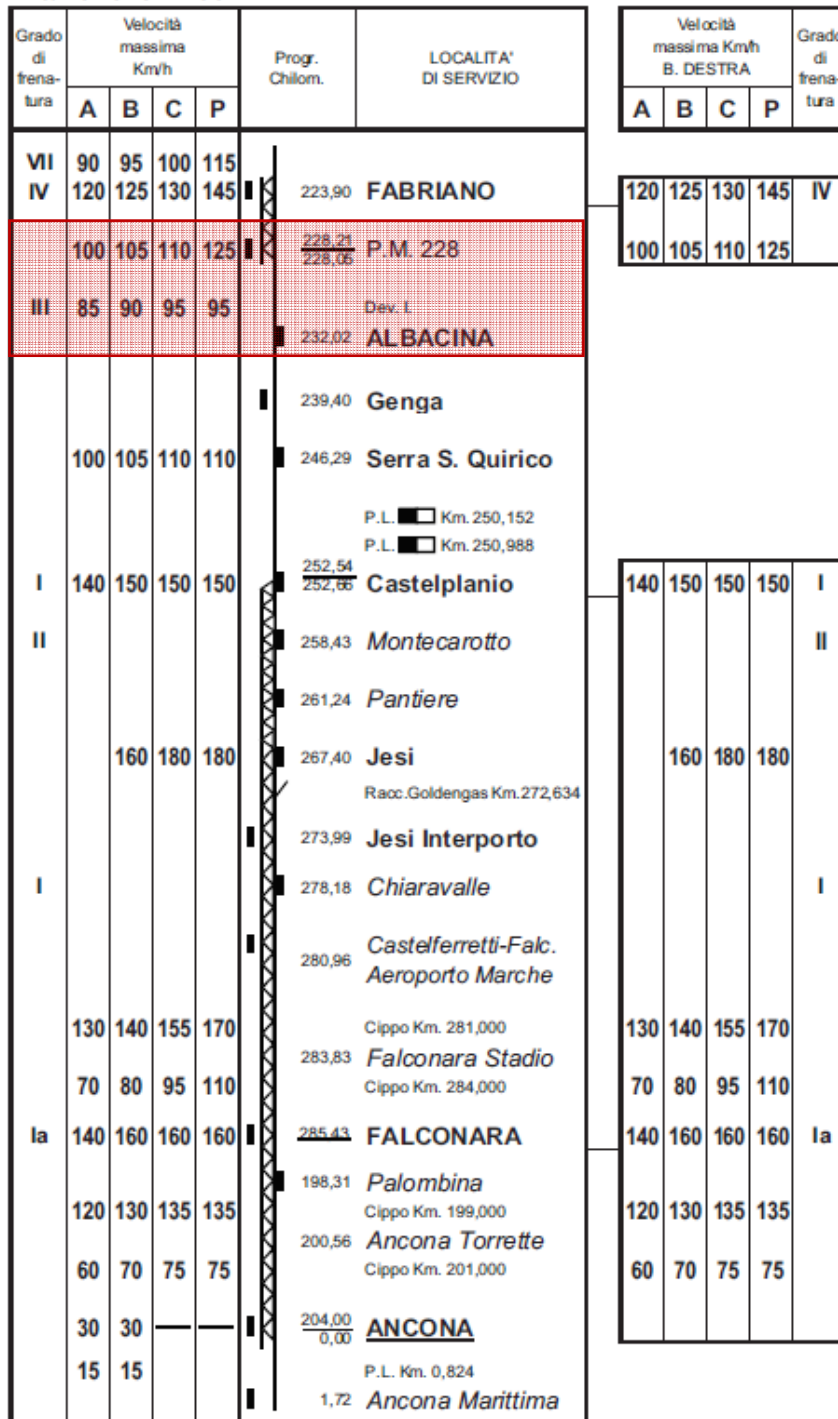 Grado di frena- tura Velocità massima Km/h Progr. Chilom. LOCALITA' DI SERVIZIO Velocità massima Km/h B. DESTRA Grado di frena- tura
A B C P A B C P
VII 90 95 100 115
IV 120 125 130 145 223,90 FABRIANO 120 125 130 145 IV
228,21
100 105 110 125 P.M. 228 100 105 110 125
228,05
III 85 90 95 95 Dev. I.
232,02 ALBACINA
239,40 Genga
100 105 110 110 246,29 Serra S. Quirico
P.L. Km. 250,152
P.L. Km. 250,988
252,54
I 140 150 150 150 252,66 Castelplanio 140 150 150 150 I
II 258,43 Montecarotto II
261,24 Pantiere
160 180 180 267,40 Jesi 160 180 180
Racc.Goldengas Km.272,634
273,99 Jesi Interporto
I 278,18 Chiaravalle I
280,96 Castelferretti-Falc.
Aeroporto Marche
130 140 155 170 Cippo Km. 281,000 130 140 155 170
283,83 Falconara Stadio
70 80 95 110 Cippo Km. 284,000 70 80 95 110
Ia 140 160 160 160 285,43 FALCONARA 140 160 160 160 Ia
198,31 Palombina
120 130 135 135 Cippo Km. 199,000 120 130 135 135
200,56 Ancona Torrette
60 70 75 75 Cippo Km. 201,000 60 70 75 75
204,00
30 30 — — 0,00 ANCONA
15 15 P.L. Km. 0,824
1,72 Ancona Marittima